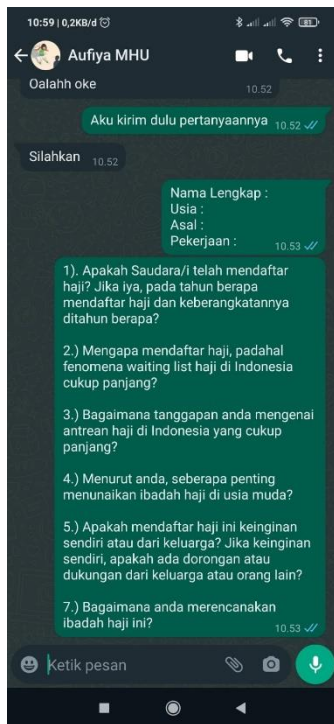 10:59 | 0,2KB/d
81
Aufiya MHU
Oalahh oke
10.52
Aku kirim dulu pertanyaannya 10.52
Silahkan 10.52
Nama Lengkap :
Usia :
Asal :
Pekerjaan :
10.53
1). Apakah Saudara/i telah mendaftar
haji? Jika iya, pada tahun berapa
mendaftar haji dan keberangkatannya
ditahun berapa?
2.) Mengapa mendaftar haji, padahal
fenomena waiting list haji di Indonesia
cukup panjang?
3.) Bagaimana tanggapan anda mengenai
antrean haji di Indonesia yang cukup
panjang?
4.) Menurut anda, seberapa penting
menunaikan ibadah haji di usia muda?
5.) Apakah mendaftar haji ini keinginan
sendiri atau dari keluarga? Jika keinginan
sendiri, apakah ada dorongan atau
dukungan dari keluarga atau orang lain?
7.) Bagaimana anda merencanakan
ibadah haji ini?
10.53
Ketik pesan